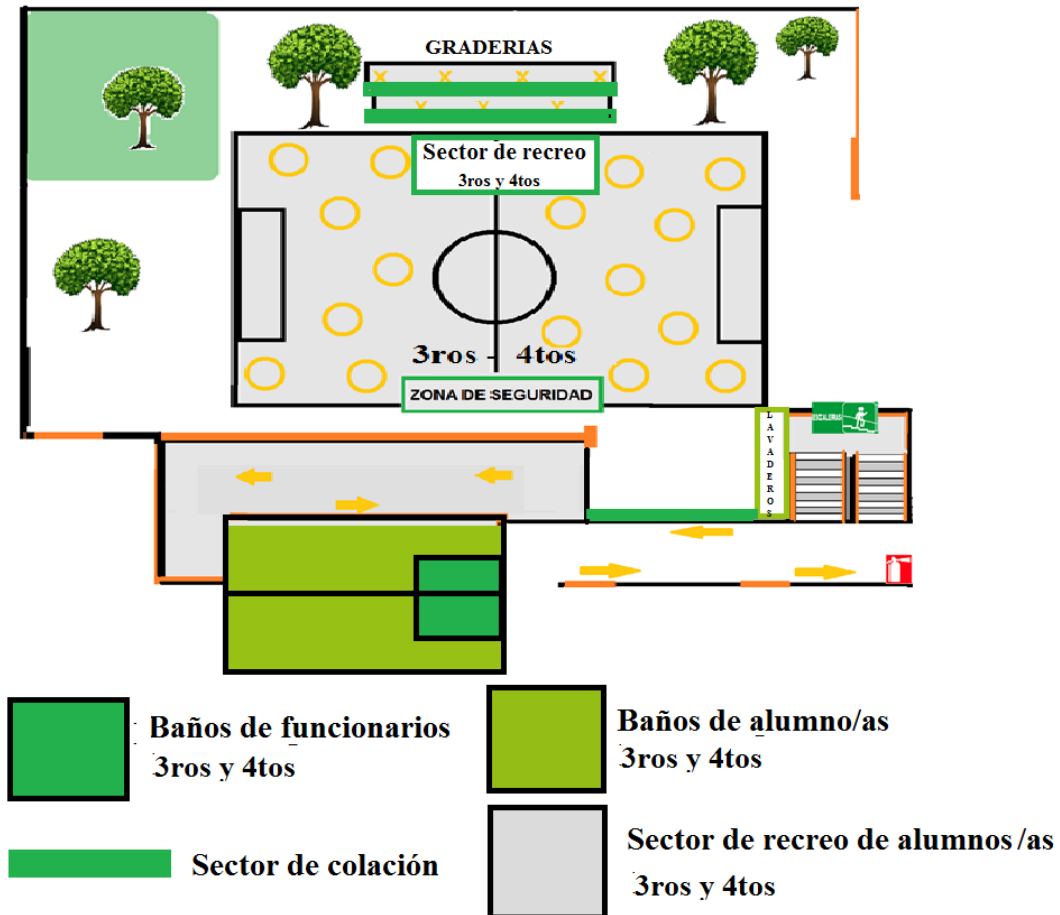 GRADERIAS
Sector de recreo
3ros y 4tos
3ros - 4tos
ZONA DE SEGURIDAD
LAVADEROS
ESCALERAS
Baños de funcionarios
3ros y 4tos
Baños de alumno/as
3ros y 4tos
Sector de colación
Sector de recreo de alumnos/as
3ros y 4tos